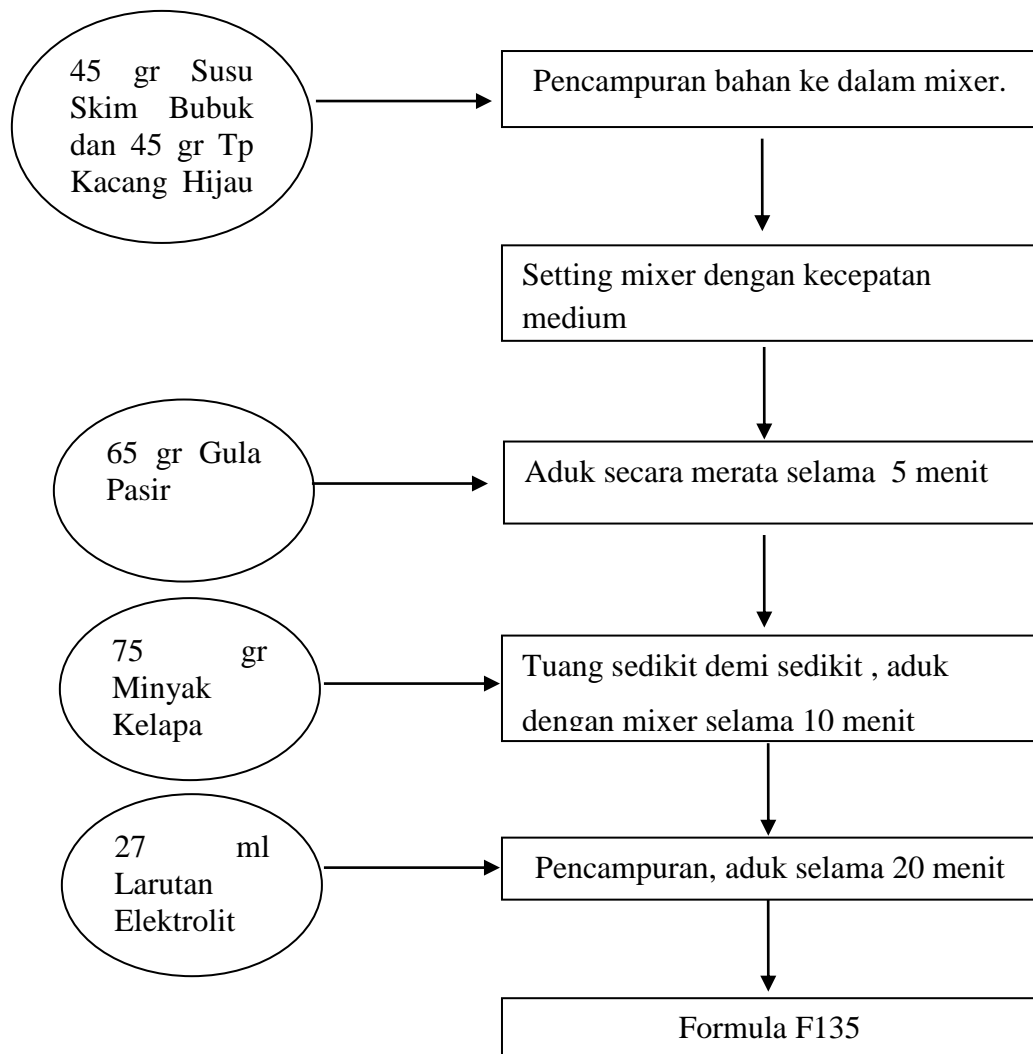 45 gr Susu
Skim Bubuk
dan 45 gr Tp
Kacang Hijau
Pencampuran bahan ke dalam mixer.
Setting mixer dengan kecepatan
medium
65 gr Gula
Pasir
Aduk secara merata selama 5 menit
75 gr
Minyak
Kelapa
Tuang sedikit demi sedikit , aduk
dengan mixer selama 10 menit
27 ml
Larutan
Elektrolit
Pencampuran, aduk selama 20 menit
Formula F135